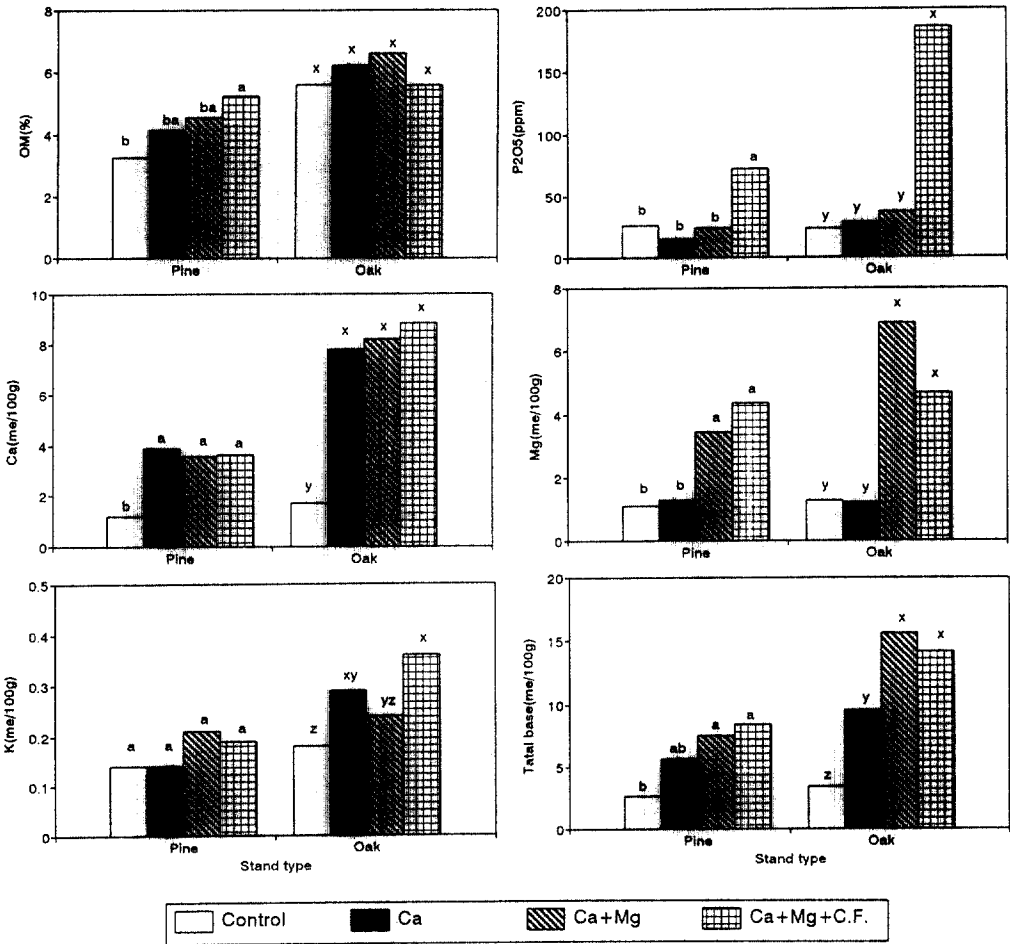 8
6
4
2
0
OM(%)
b
ba
ba
a
x
x
x
x
Pine
Oak
200
150
100
50
0
P2O5(ppm)
b
b
b
a
y
y
y
x
Pine
Oak
10
8
6
4
2
0
Ca(me/100g)
b
a
a
a
y
x
x
x
Pine
Oak
8
6
4
2
0
Mg(me/100g)
b
b
a
a
y
y
x
x
Pine
Oak
0.5
0.4
0.3
0.2
0.1
0
K(me/100g)
a
a
a
a
z
xy
yz
x
Pine
Oak
Stand type
20
15
10
5
0
Tatal base(me/100g)
b
ab
a
a
z
y
x
x
Pine
Oak
Stand type
Control
Ca
Ca+Mg
Ca+Mg+C.F.